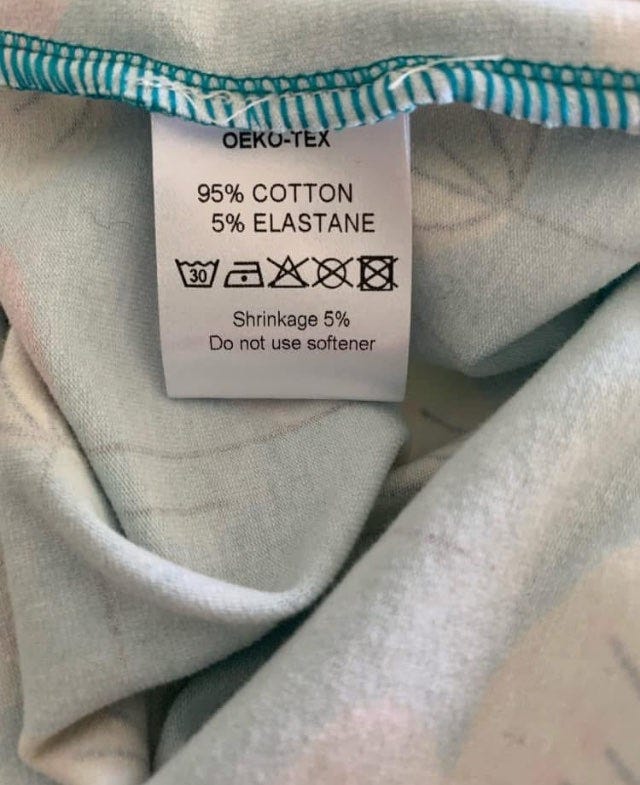 OEKO-TEX
95% COTTON
5% ELASTANE
30
Shrinkage 5%
Do not use softener